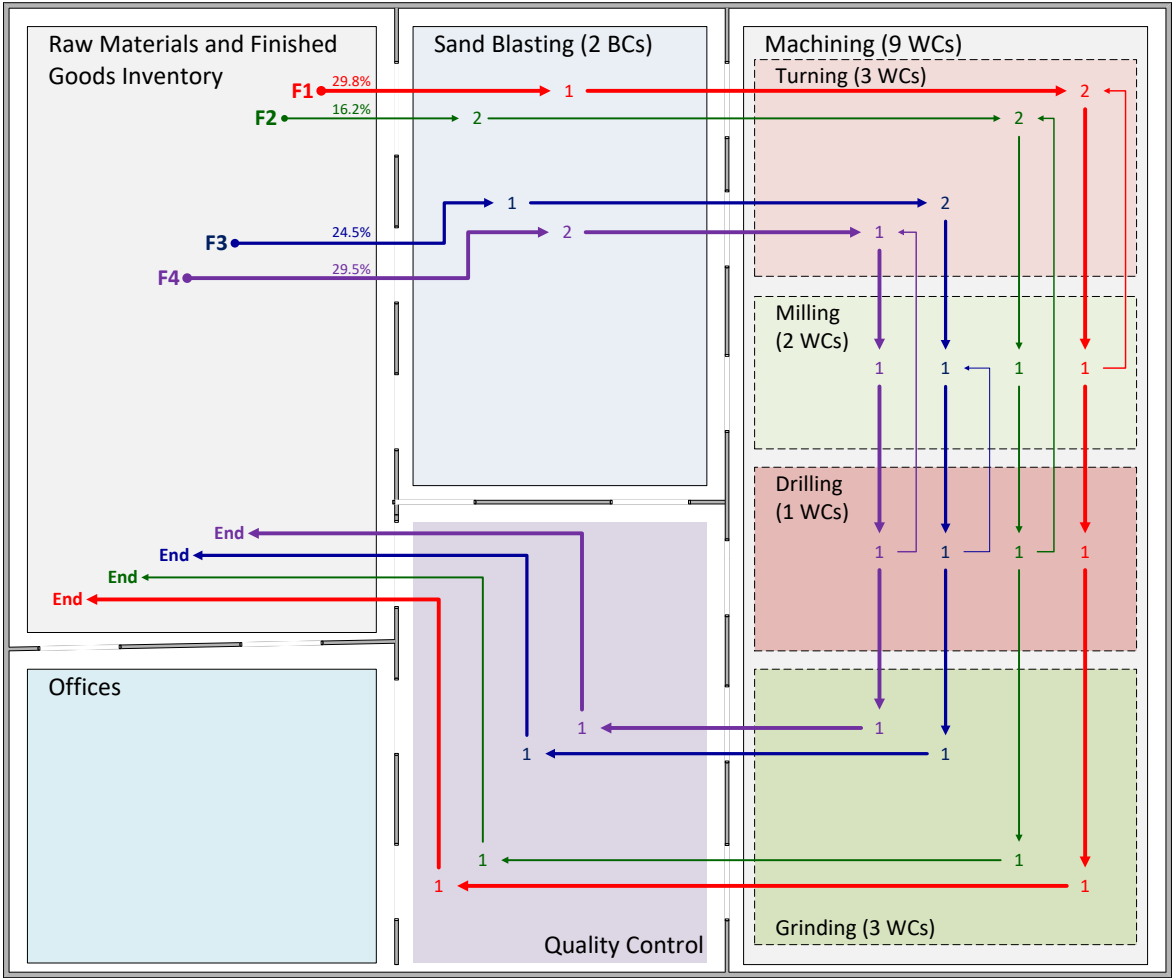 Raw Materials and Finished
Goods Inventory
Sand Blasting (2 BCs)
Machining (9 WCs)
Turning (3 WCs)
F1 29.8% 1 2
F2 16.2% 2 2
F3 24.5% 1 2
F4 29.5% 2 1
Milling
(2 WCs)
1 1 1 1
Drilling
(1 WCs)
1 1 1 1
End
End
End
End
Offices
1 1
1 1
1 1
1 1
Quality Control
Grinding (3 WCs)